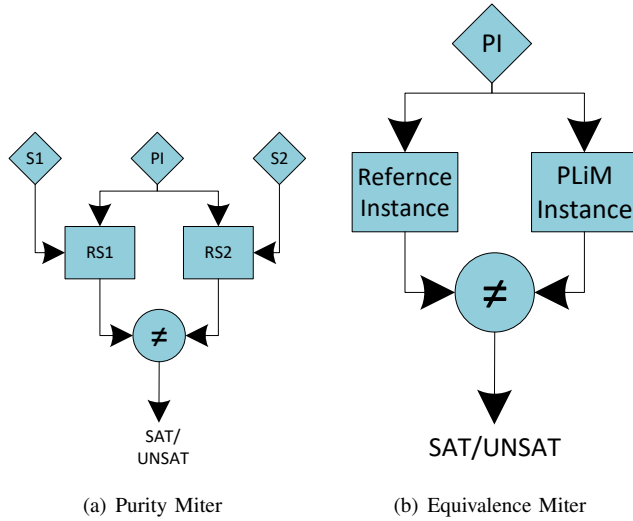 S1
PI
S2
RS1
RS2
≠
SAT/
UNSAT
(a) Purity Miter
PI
Refernce
Instance
PLiM
Instance
≠
SAT/UNSAT
(b) Equivalence Miter